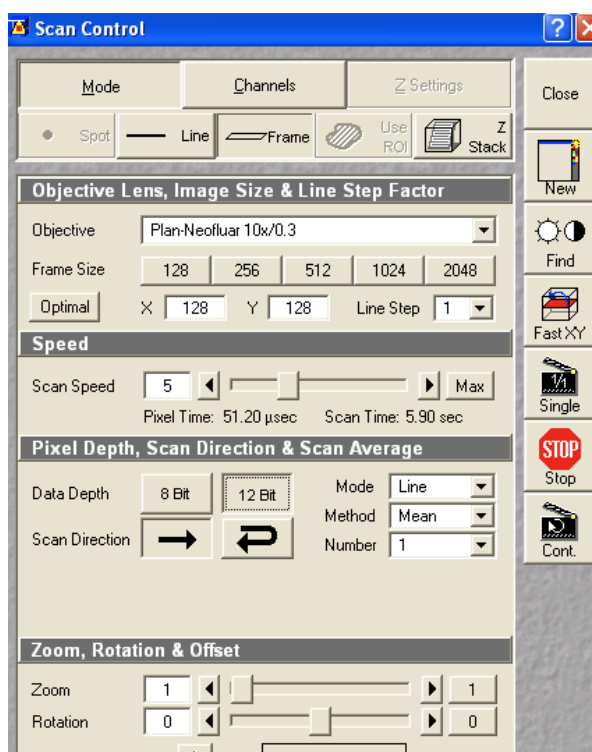 Scan Control
Mode Channels Z Settings Close
Spot Line Frame Use ROI Z Stack
New
Objective Lens, Image Size & Line Step Factor
Objective Plan-Neofluar 10x/0.3
Find
Frame Size 128 256 512 1024 2048
Optimal X 128 Y 128 Line Step 1
Fast XY
Speed
Scan Speed 5 Max
1/1
Single
Pixel Time: 51.20 µsec Scan Time: 5.90 sec
Pixel Depth, Scan Direction & Scan Average
STOP
Stop
Data Depth 8 Bit 12 Bit Mode Line
Method Mean
Scan Direction Number 1
Cont.
Zoom, Rotation & Offset
Zoom 1 1
Rotation 0 0